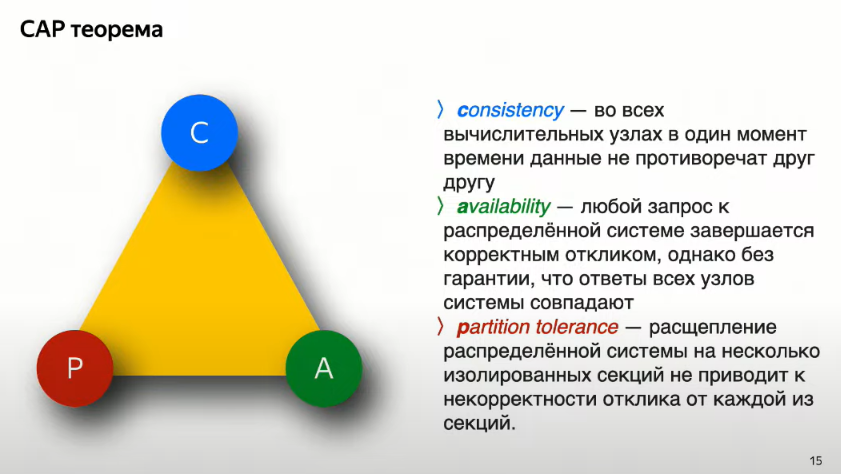 CAP теорема
C
P
A
〉 consistency — во всех
вычислительных узлах в один момент
времени данные не противоречат друг
другу
〉 availability — любой запрос к
распределённой системе завершается
корректным откликом, однако без
гарантии, что ответы всех узлов
системы совпадают
〉 partition tolerance — расщепление
распределённой системы на несколько
изолированных секций не приводит к
некорректности отклика от каждой из
секций.
15